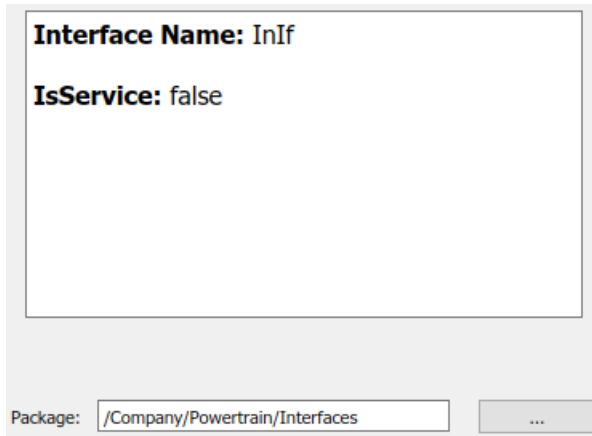 Interface Name: InIf
IsService: false
Package: /Company/Powertrain/Interfaces ...